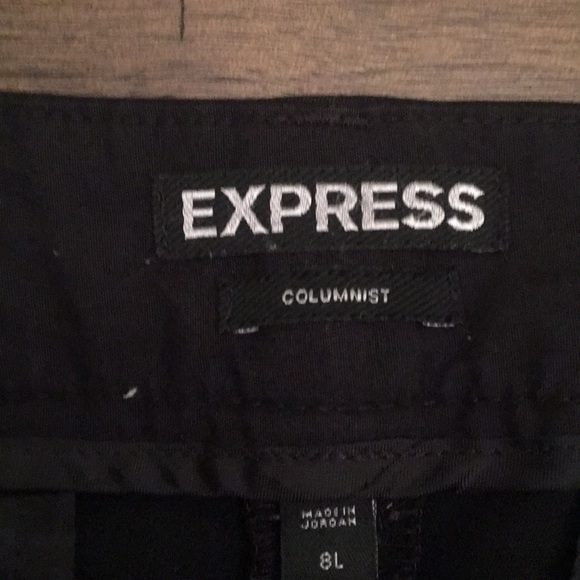 EXPRESS
COLUMNIST
MADE IN
JORDAN
8L